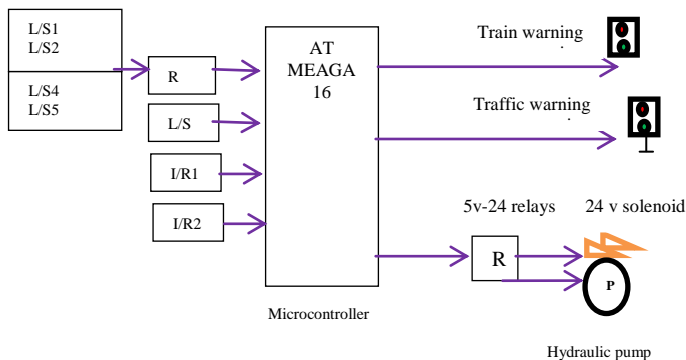 L/S1
L/S2
L/S4
L/S5
R
L/S
I/R1
I/R2
AT
MEAGA
16
Microcontroller
Train warning
Traffic warning
5v-24 relays
24 v solenoid
R
P
Hydraulic pump